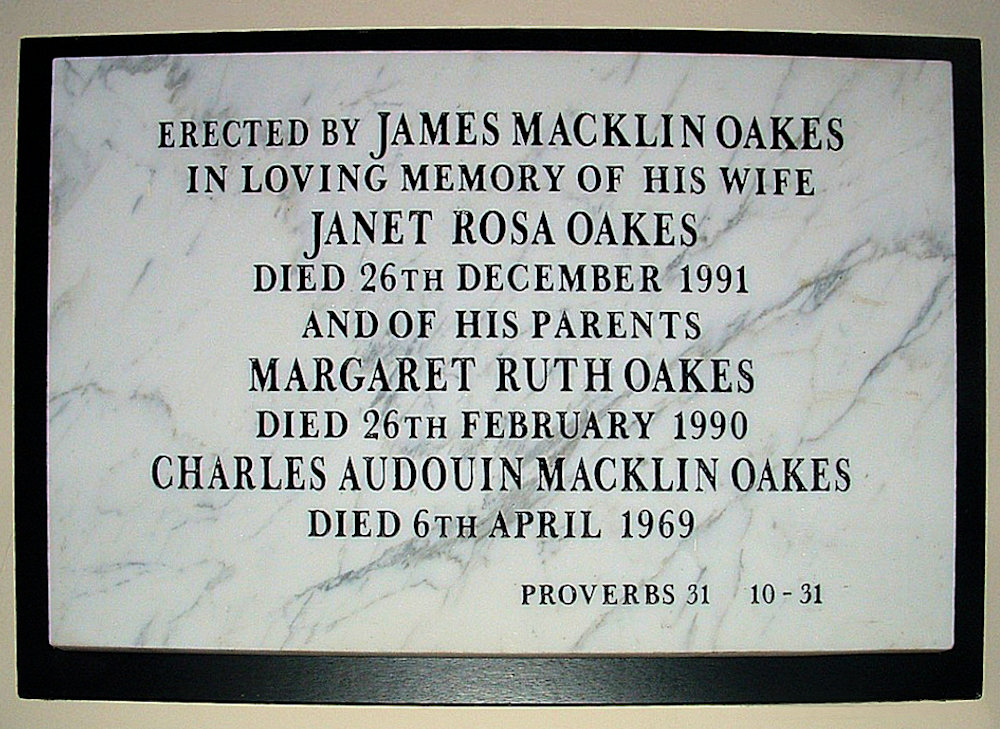 ERECTED BY JAMES MACKLIN OAKES
IN LOVING MEMORY OF HIS WIFE
JANET ROSA OAKES
DIED 26TH DECEMBER 1991
AND OF HIS PARENTS
MARGARET RUTH OAKES
DIED 26TH FEBRUARY 1990
CHARLES AUDOUIN MACKLIN OAKES
DIED 6TH APRIL 1969
PROVERBS 31 10-31